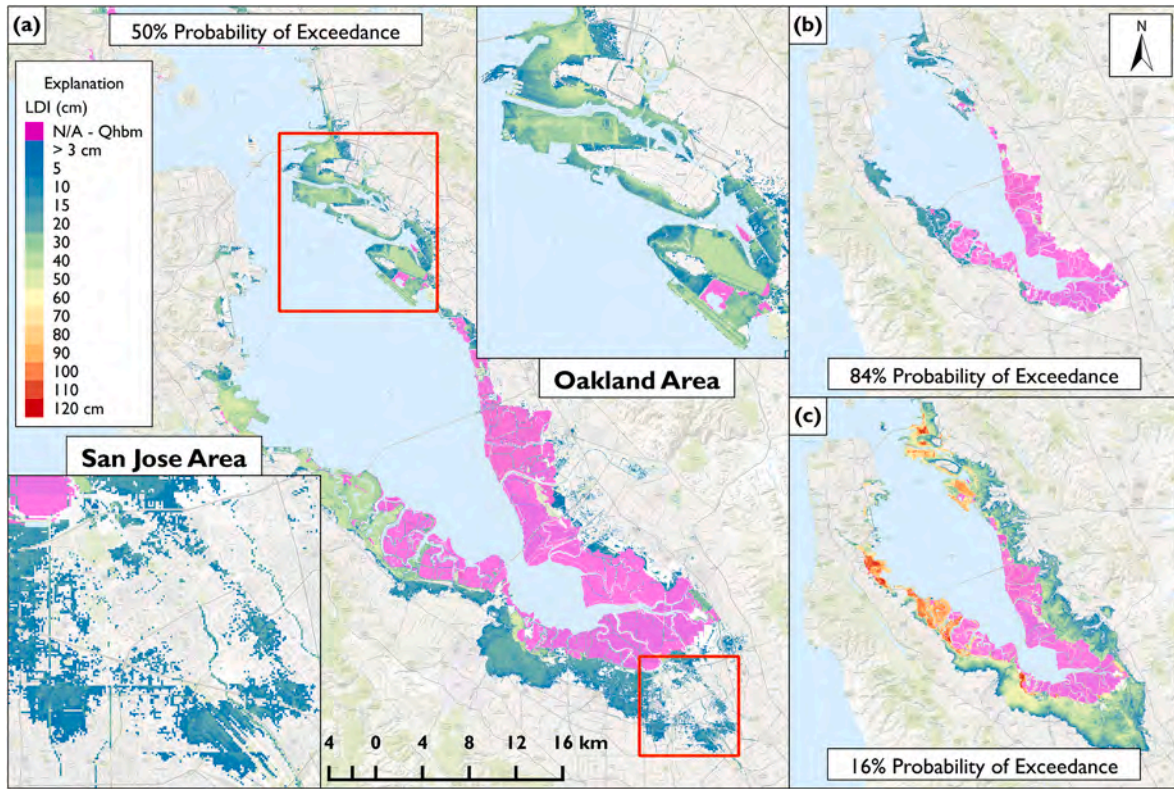 (a)
50% Probability of Exceedance
Explanation
LDI (cm)
N/A - Qhbm
> 3 cm
5
10
15
20
30
40
50
60
70
80
90
100
110
120 cm
Oakland Area
San Jose Area
4 0 4 8 12 16 km
(b)
N
84% Probability of Exceedance
(c)
16% Probability of Exceedance